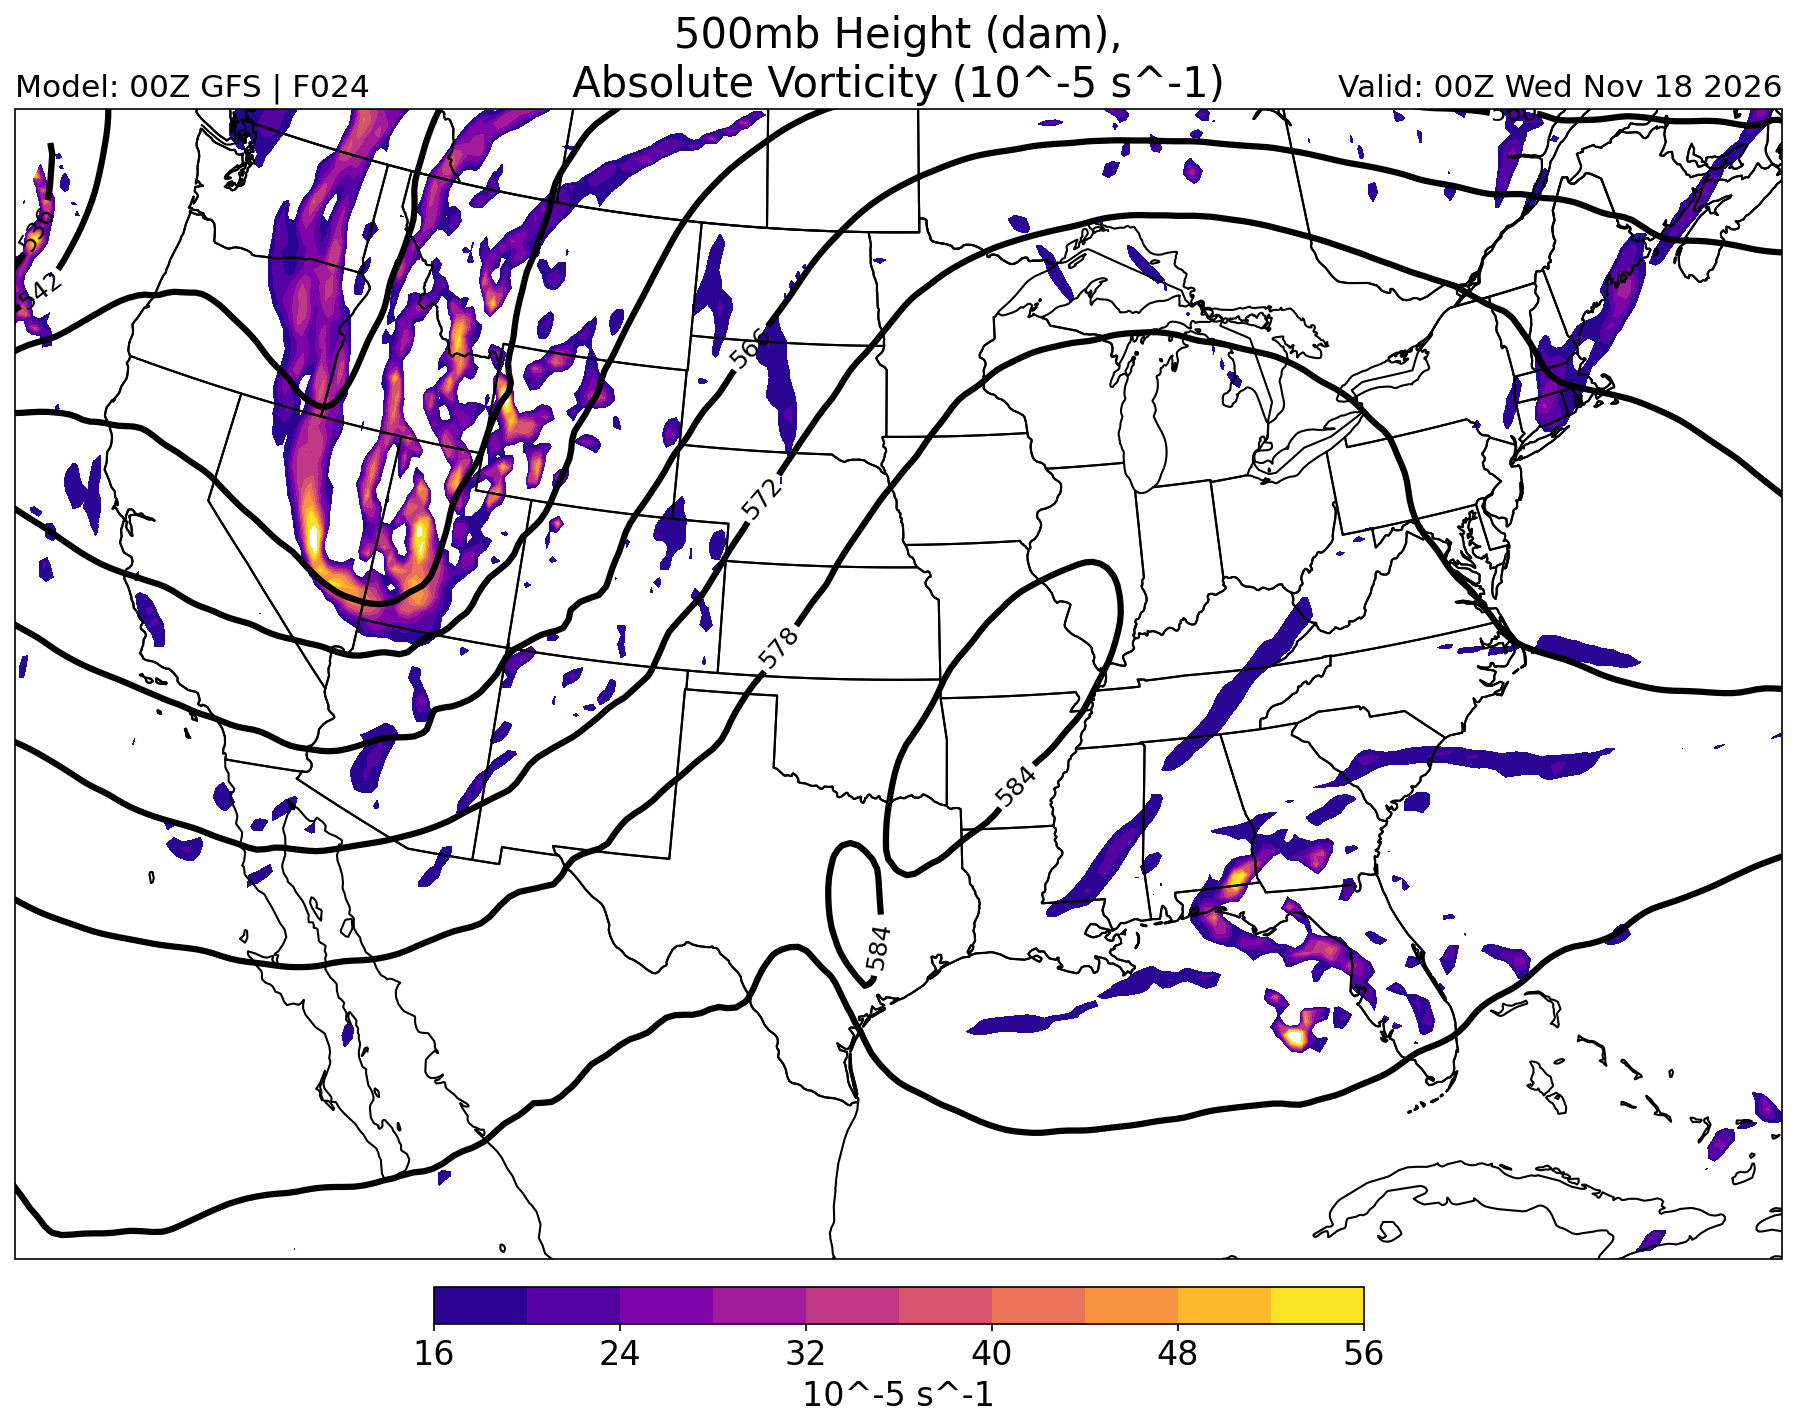 500mb Height (dam),
Absolute Vorticity (10^-5 s^-1)
Model: 00Z GFS | F024
Valid: 00Z Wed Nov 18 2026
536
542
566
572
578
584
584
16 24 32 40 48 56
10^-5 s^-1